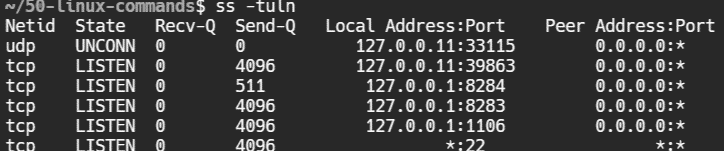 ~/50-linux-commands$ ss -tuln
Netid State Recv-Q Send-Q Local Address:Port Peer Address:Port
udp UNCONN 0 0 127.0.0.11:33115 0.0.0.0:*
tcp LISTEN 0 4096 127.0.0.11:39863 0.0.0.0:*
tcp LISTEN 0 511 127.0.0.1:8284 0.0.0.0:*
tcp LISTEN 0 4096 127.0.0.1:8283 0.0.0.0:*
tcp LISTEN 0 4096 127.0.0.1:1106 0.0.0.0:*
tcp LISTEN 0 4096 *:22 *:*